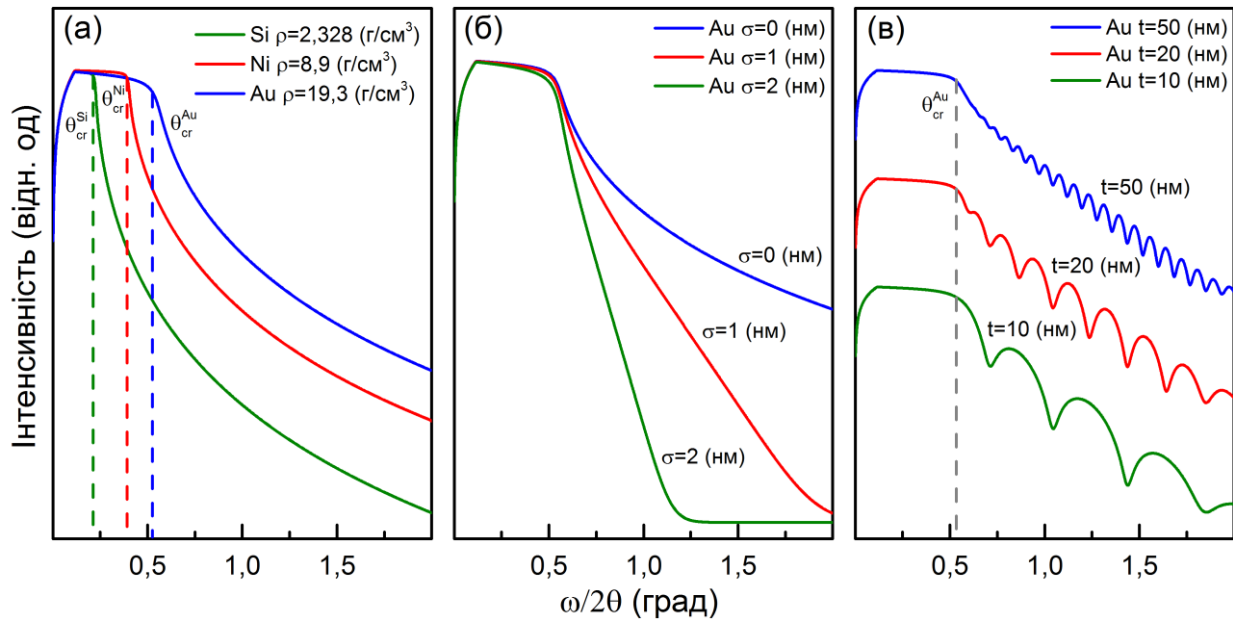 Інтенсивність (відн. од)
(а)
Si ρ=2,328 (г/см³)
Ni ρ=8,9 (г/см³)
Au ρ=19,3 (г/см³)
θcrSi
θcrNi
θcrAu
0,5 1,0 1,5
(б)
Au σ=0 (нм)
Au σ=1 (нм)
Au σ=2 (нм)
σ=0 (нм)
σ=1 (нм)
σ=2 (нм)
0,5 1,0 1,5
(в)
Au t=50 (нм)
Au t=20 (нм)
Au t=10 (нм)
θcrAu
t=50 (нм)
t=20 (нм)
t=10 (нм)
0,5 1,0 1,5
ω/2θ (град)